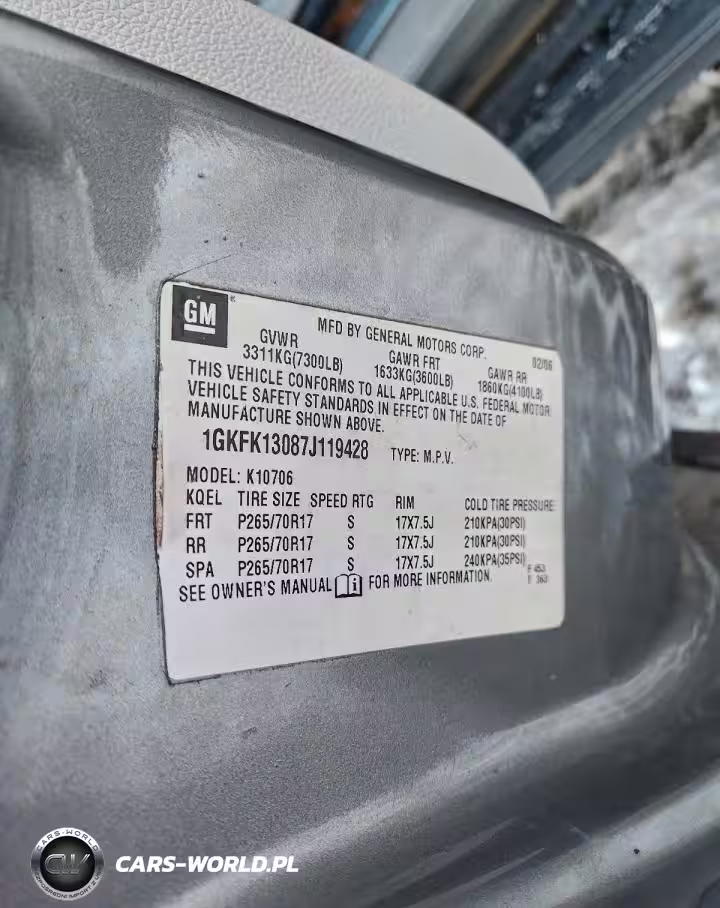 GM
MFD BY GENERAL MOTORS CORP. 02/06
GVWR GAWR FRT GAWR RR
3311KG(7300LB) 1633KG(3600LB) 1860KG(4100LB)
THIS VEHICLE CONFORMS TO ALL APPLICABLE U.S. FEDERAL MOTOR
VEHICLE SAFETY STANDARDS IN EFFECT ON THE DATE OF
MANUFACTURE SHOWN ABOVE.
1GKFK13087J119428 TYPE: M.P.V.
MODEL: K10706
KQEL TIRE SIZE SPEED RTG RIM COLD TIRE PRESSURE
FRT P265/70R17 S 17X7.5J 210KPA(30PSI)
RR P265/70R17 S 17X7.5J 210KPA(30PSI)
SPA P265/70R17 S 17X7.5J 240KPA(35PSI)
SEE OWNER'S MANUAL FOR MORE INFORMATION.
CARS-WORLD
CW
CARS-WORLD.PL